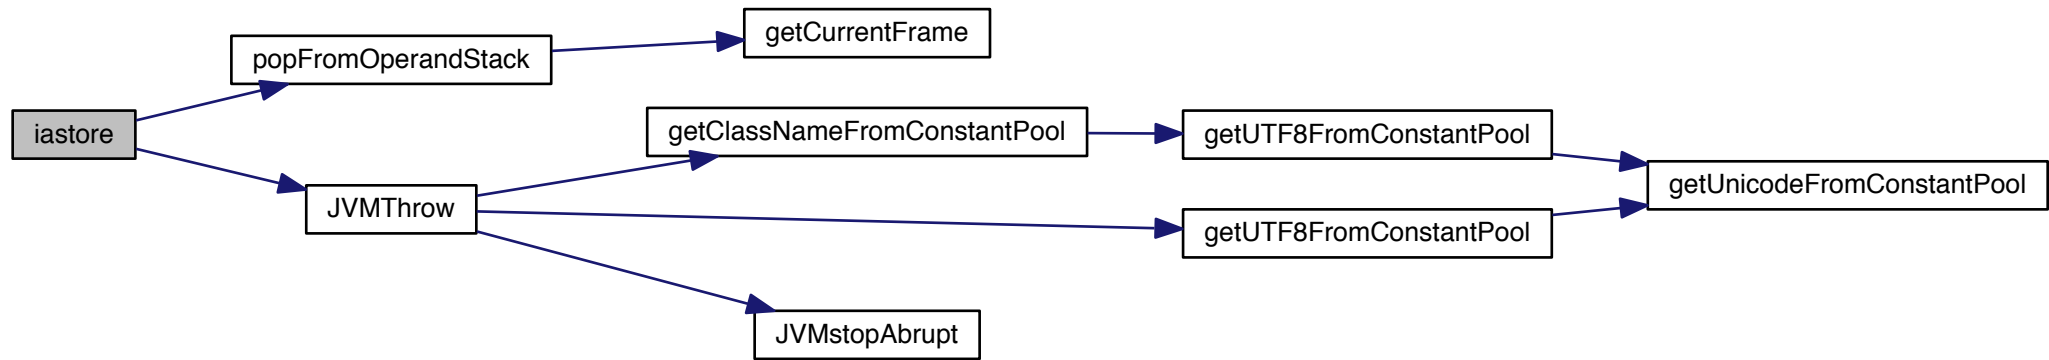 getCurrentFrame
popFromOperandStack
iastore
getClassNameFromConstantPool
getUTF8FromConstantPool
getUnicodeFromConstantPool
JVMThrow
getUTF8FromConstantPool
JVMstopAbrupt